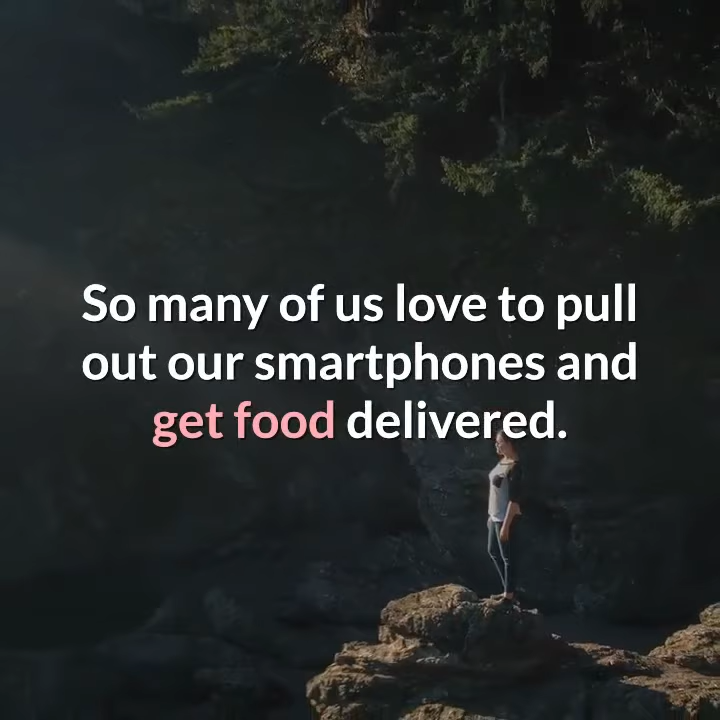 So many of us love to pull
out our smartphones and
get food delivered.